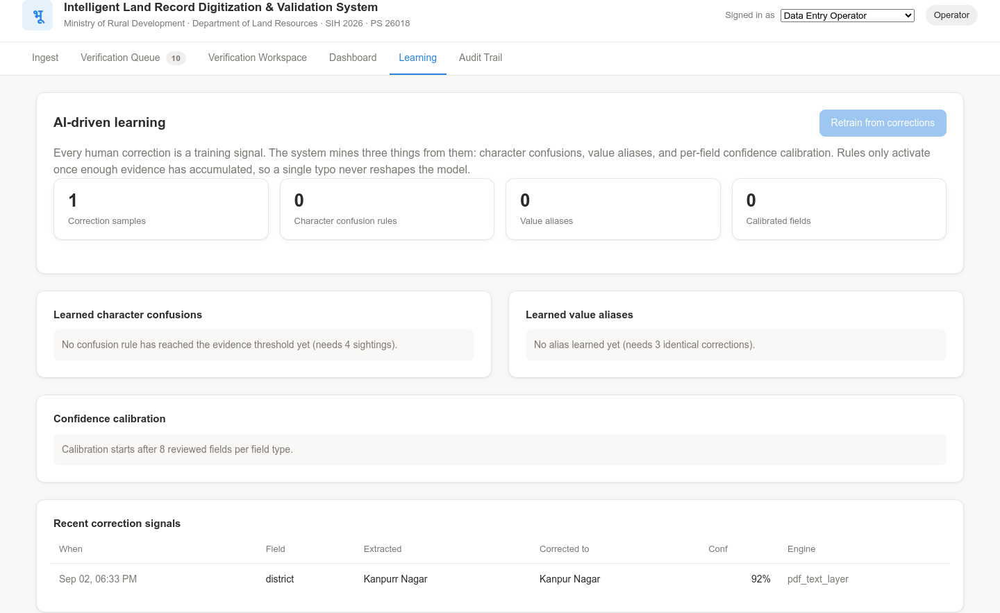 भू
Intelligent Land Record Digitization & Validation System
Ministry of Rural Development · Department of Land Resources · SIH 2026 · PS 26018
Signed in as Data Entry Operator Operator
Ingest Verification Queue 10 Verification Workspace Dashboard Learning Audit Trail
AI-driven learning
Retrain from corrections
Every human correction is a training signal. The system mines three things from them: character confusions, value aliases, and per-field confidence calibration. Rules only activate
once enough evidence has accumulated, so a single typo never reshapes the model.
1 0 0 0
Correction samples Character confusion rules Value aliases Calibrated fields
Learned character confusions
No confusion rule has reached the evidence threshold yet (needs 4 sightings).
Learned value aliases
No alias learned yet (needs 3 identical corrections).
Confidence calibration
Calibration starts after 8 reviewed fields per field type.
Recent correction signals
When Field Extracted Corrected to Conf Engine
Sep 02, 06:33 PM district Kanpurr Nagar Kanpur Nagar 92% pdf_text_layer